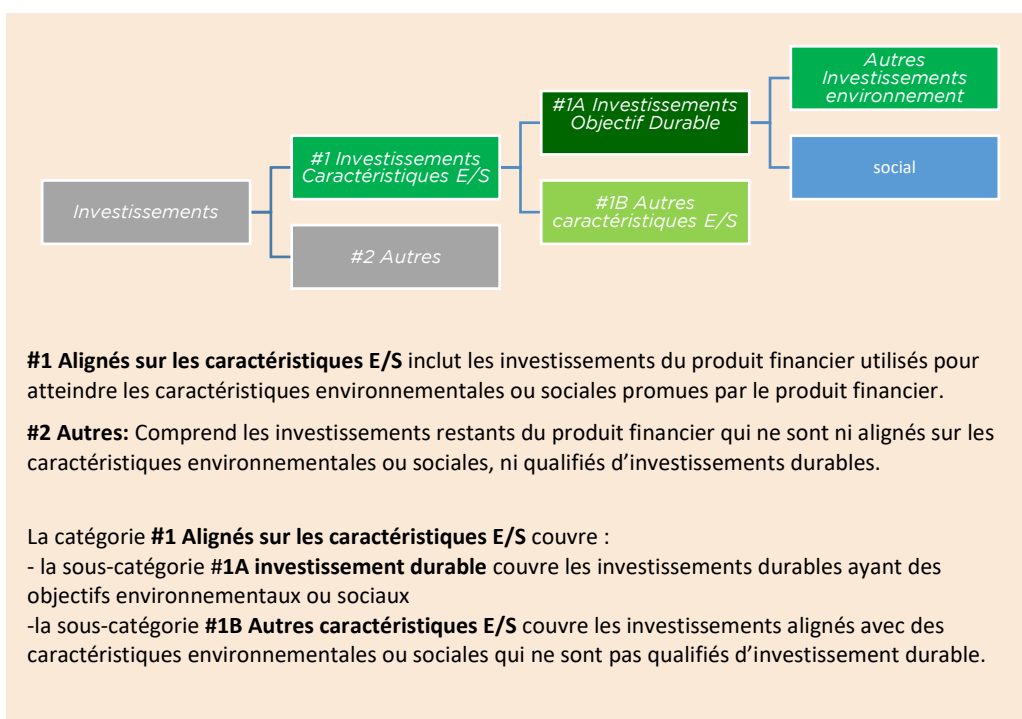 Autres
Investissements
environnement
#1A Investissements
Objectif Durable
#1 Investissements
Caractéristiques E/S
social
Investissements
#1B Autres
caractéristiques E/S
#2 Autres
#1 Alignés sur les caractéristiques E/S inclut les investissements du produit financier utilisés pour
atteindre les caractéristiques environnementales ou sociales promues par le produit financier.
#2 Autres: Comprend les investissements restants du produit financier qui ne sont ni alignés sur les
caractéristiques environnementales ou sociales, ni qualifiés d’investissements durables.
La catégorie #1 Alignés sur les caractéristiques E/S couvre :
- la sous-catégorie #1A investissement durable couvre les investissements durables ayant des
objectifs environnementaux ou sociaux
-la sous-catégorie #1B Autres caractéristiques E/S couvre les investissements alignés avec des
caractéristiques environnementales ou sociales qui ne sont pas qualifiés d’investissement durable.